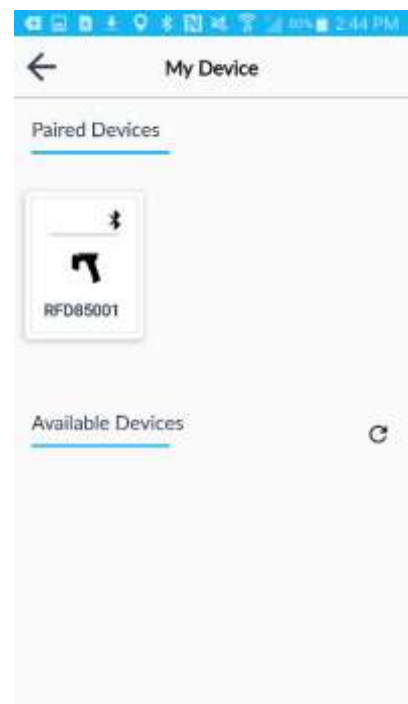 2:44 PM
My Device
Paired Devices
RFD85001
Available Devices